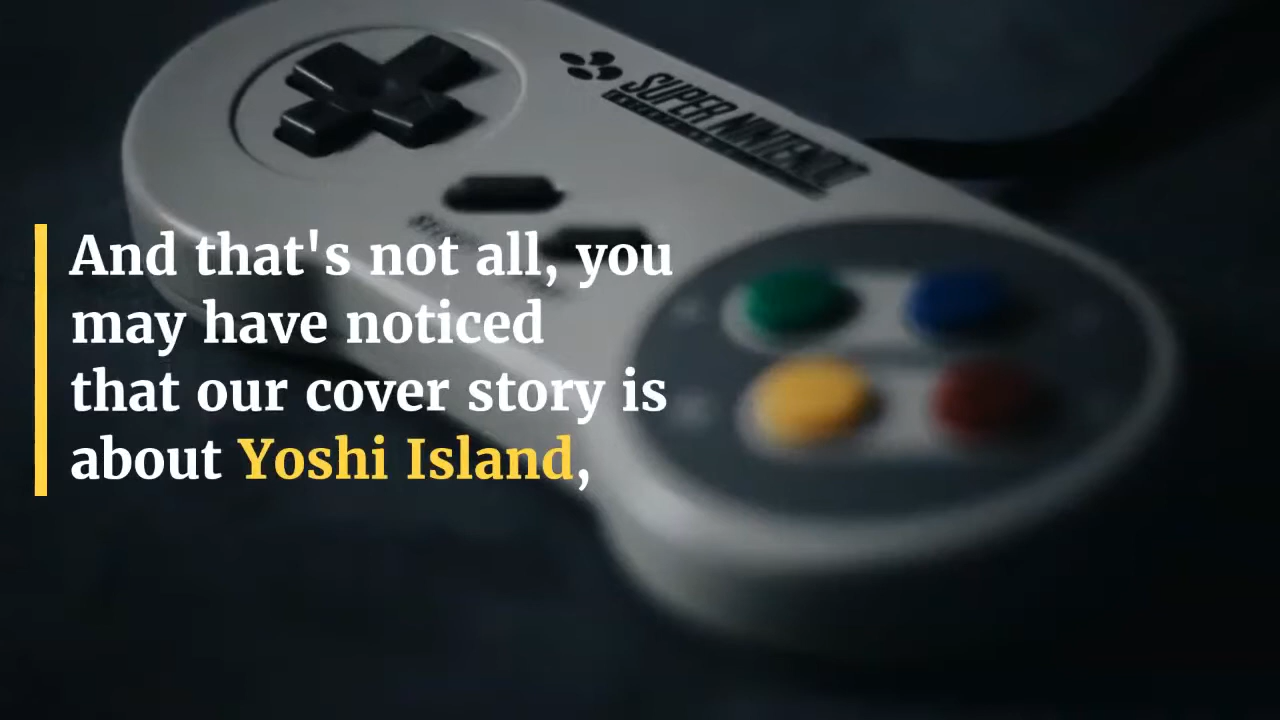 SUPER NINTENDO
And that's not all, you
may have noticed
that our cover story is
about Yoshi Island,